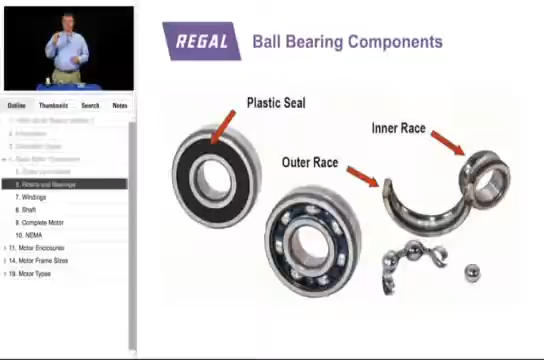 REGAL
Ball Bearing Components
Outline Thumbnails Search Notes
7. Windings
8. Shaft
9. Complete Motor
10. NEMA
11. Motor Enclosures
14. Motor Frame Sizes
19. Motor Types
Plastic Seal
Inner Race
Outer Race